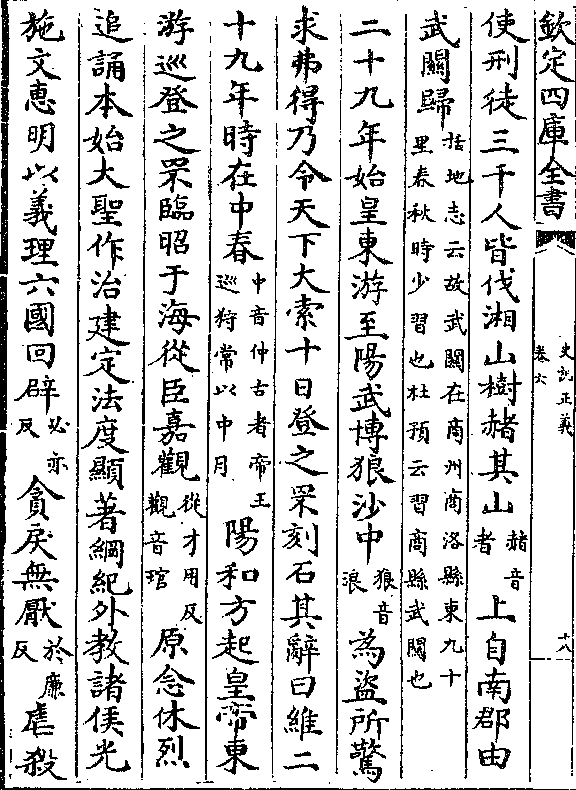 欽定四庫全書
史記正義
卷六
十八
使刑徒三千人皆伐湘山樹赭其山赭音者上自南郡由
武關歸括地志云故武關在商州商洛縣東九十里春秋時少習也杜預云習商縣武關也
二十九年始皇東游至陽武博狼沙中狼音浪為盜所驚
求弗得乃令天下大索十日登之罘刻石其辭曰維二
十九年時在中春中音仲古者帝王巡狩常以中月陽和方起皇帝東
游巡登之罘臨昭于海從臣嘉觀從才用反觀音琯原念休烈
追誦本始大聖作治建定法度顯著綱紀外教諸侯光
施文惠明以義理六國回辟必亦反貪戾無厭於廉反虐殺